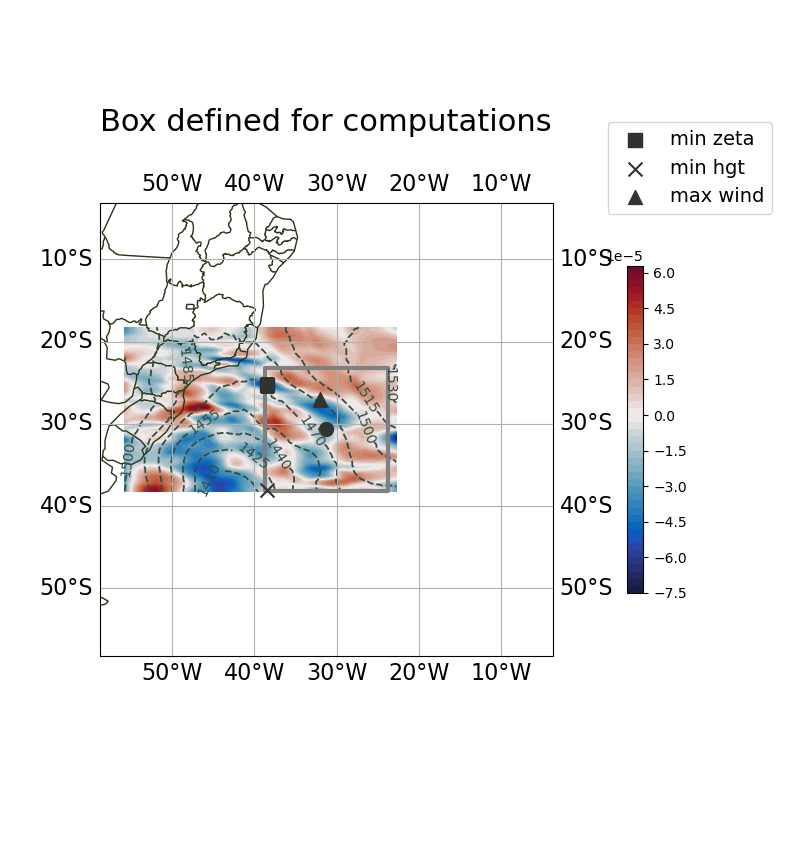 Box defined for computations
min zeta
min hgt
max wind
50°W 40°W 30°W 20°W 10°W
1e−5
10°S 10°S
20°S 20°S
30°S 30°S
40°S 40°S
50°S 50°S
50°W 40°W 30°W 20°W 10°W
6.0
4.5
3.0
1.5
0.0
−1.5
−3.0
−4.5
−6.0
−7.5
1485
1530
1515
1500
1455
1470
1440
1425
1500
1410